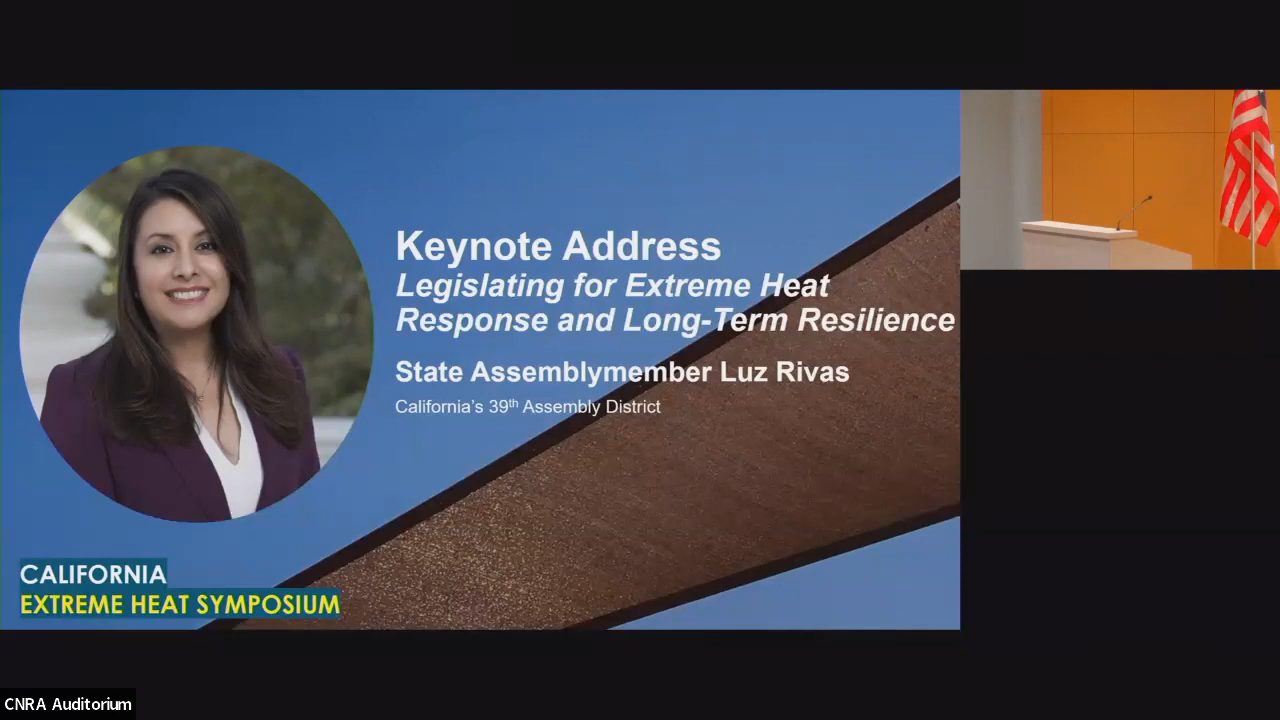 Keynote Address
Legislating for Extreme Heat
Response and Long-Term Resilience
State Assemblymember Luz Rivas
California's 39th Assembly District
CALIFORNIA
EXTREME HEAT SYMPOSIUM
CNRA Auditorium